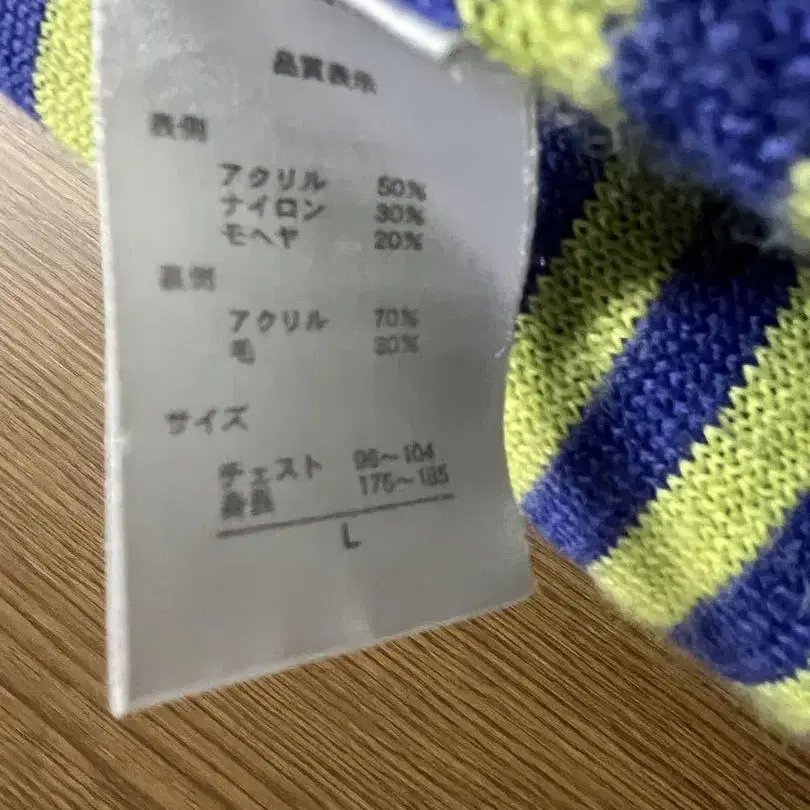 品質表示
表側
アクリル 50%
ナイロン 30%
モヘヤ 20%
裏側
アクリル 70%
毛 30%
サイズ
チェスト 96~104
身長 175~185
L